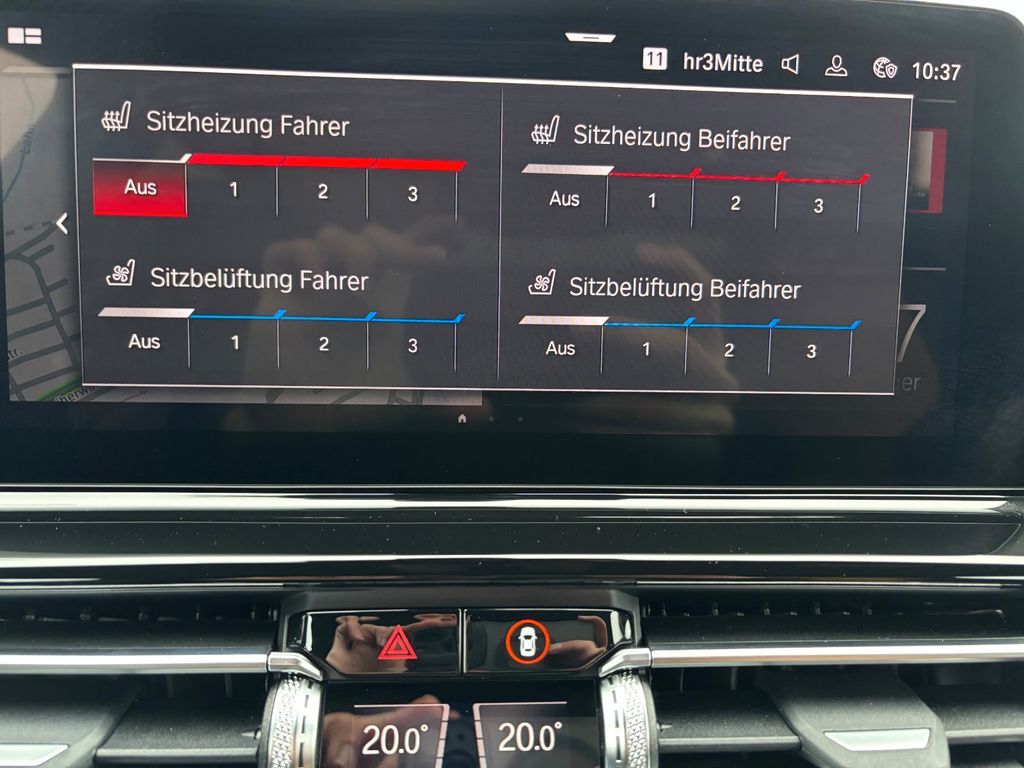 11 hr3Mitte 10:37
Sitzheizung Fahrer
Aus 1 2 3
Sitzheizung Beifahrer
Aus 1 2 3
Sitzbelüftung Fahrer
Aus 1 2 3
Sitzbelüftung Beifahrer
Aus 1 2 3
7
20.0° 20.0°